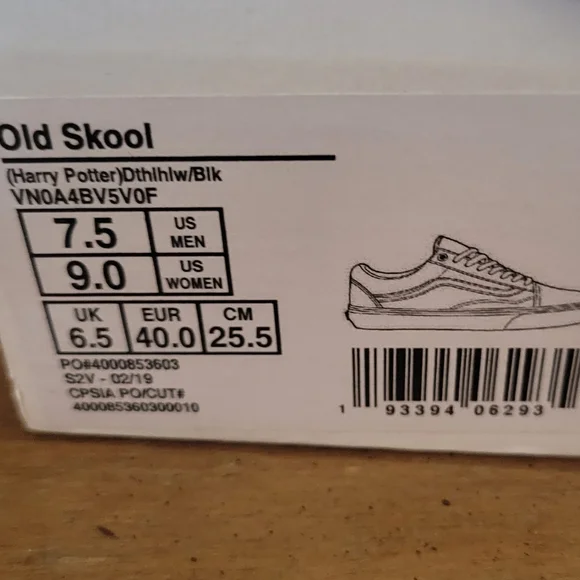 Old Skool
(Harry Potter)Dthlhlw/Blk
VN0A4BV5V0F
7.5 US MEN
9.0 US WOMEN
UK EUR CM
6.5 40.0 25.5
PO#4000853603
S2V - 02/19
CPSIA PO/CUT#
400085360300010
1 93394 06293